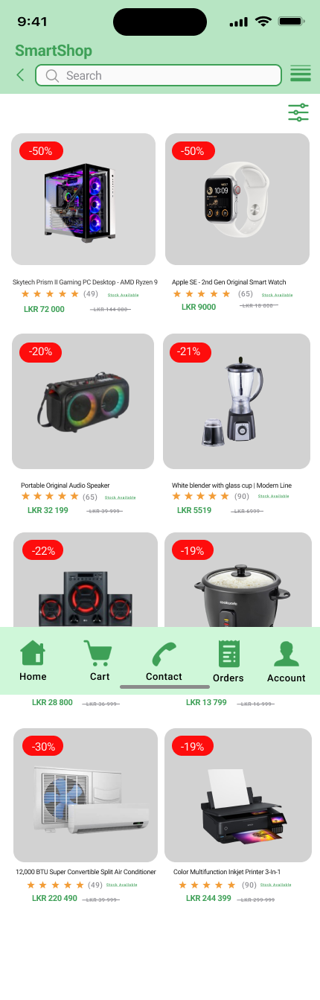 9:41
SmartShop
Search
-50%
-50%
10:09
Skytech Prism II Gaming PC Desktop - AMD Ryzen 9
Apple SE - 2nd Gen Original Smart Watch
(49) Stock Available
(65) Stock Available
LKR 72 000 LKR 144 000
LKR 9000 LKR 18 000
-20%
-21%
Portable Original Audio Speaker
White blender with glass cup | Modern Line
(65) Stock Available
(90) Stock Available
LKR 32 199 LKR 39 999
LKR 5519 LKR 6999
-22%
-19%
cookworks
Home
Cart
Contact
Orders
Account
LKR 28 800 LKR 36 999
LKR 13 799 LKR 16 999
-30%
-19%
12,000 BTU Super Convertible Split Air Conditioner
Color Multifunction Inkjet Printer 3-In-1
(49) Stock Available
(90) Stock Available
LKR 220 490 LKR 39 999
LKR 244 399 LKR 299 999